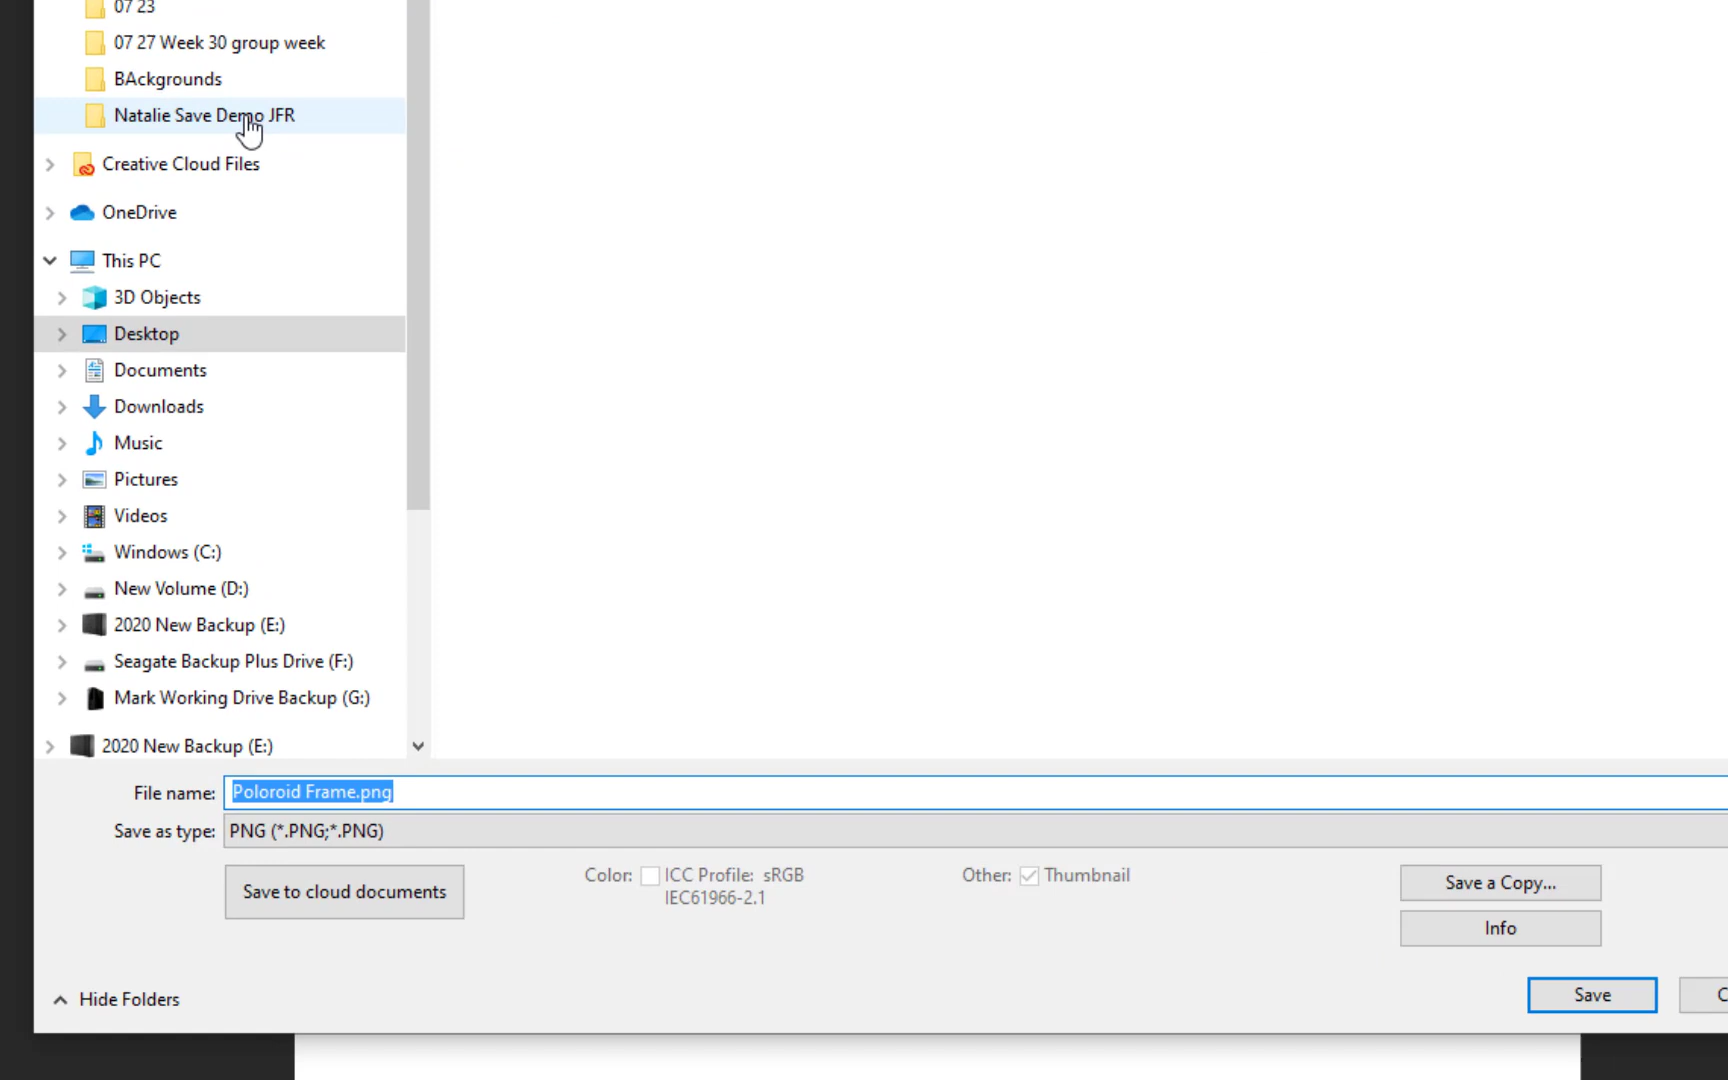 07 23
07 27 Week 30 group week
BAckgrounds
Natalie Save Demo JFR
Creative Cloud Files
OneDrive
This PC
3D Objects
Desktop
Documents
Downloads
Music
Pictures
Videos
Windows (C:)
New Volume (D:)
2020 New Backup (E:)
Seagate Backup Plus Drive (F:)
Mark Working Drive Backup (G:)
2020 New Backup (E:)
File name: Poloroid Frame.png
Save as type: PNG (*.PNG;*.PNG)
Save to cloud documents
Color: ICC Profile: sRGB
IEC61966-2.1
Other: Thumbnail
Save a Copy...
Info
Hide Folders
Save